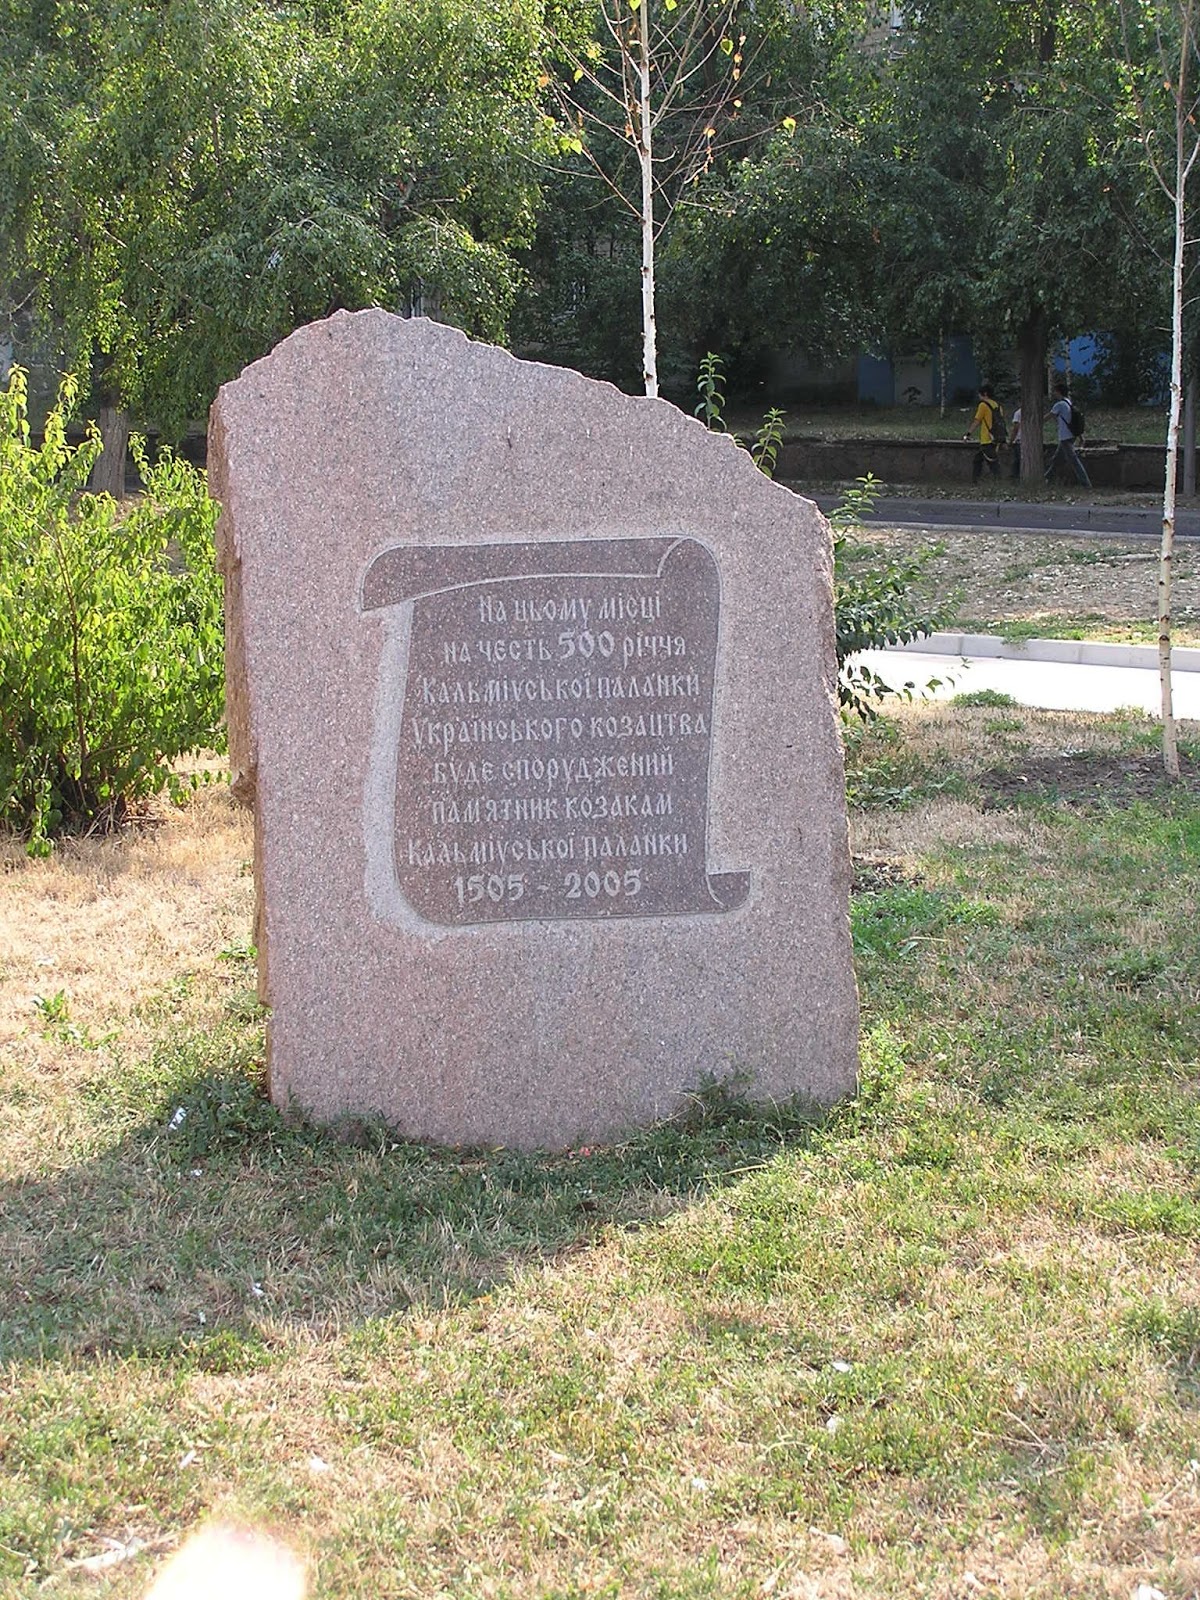 На цьому місці
на честь 500 річчя
Кальміуської паланки
Українського козацтва
буде споруджений
пам'ятник козакам
Кальміуської паланки
1505 - 2005